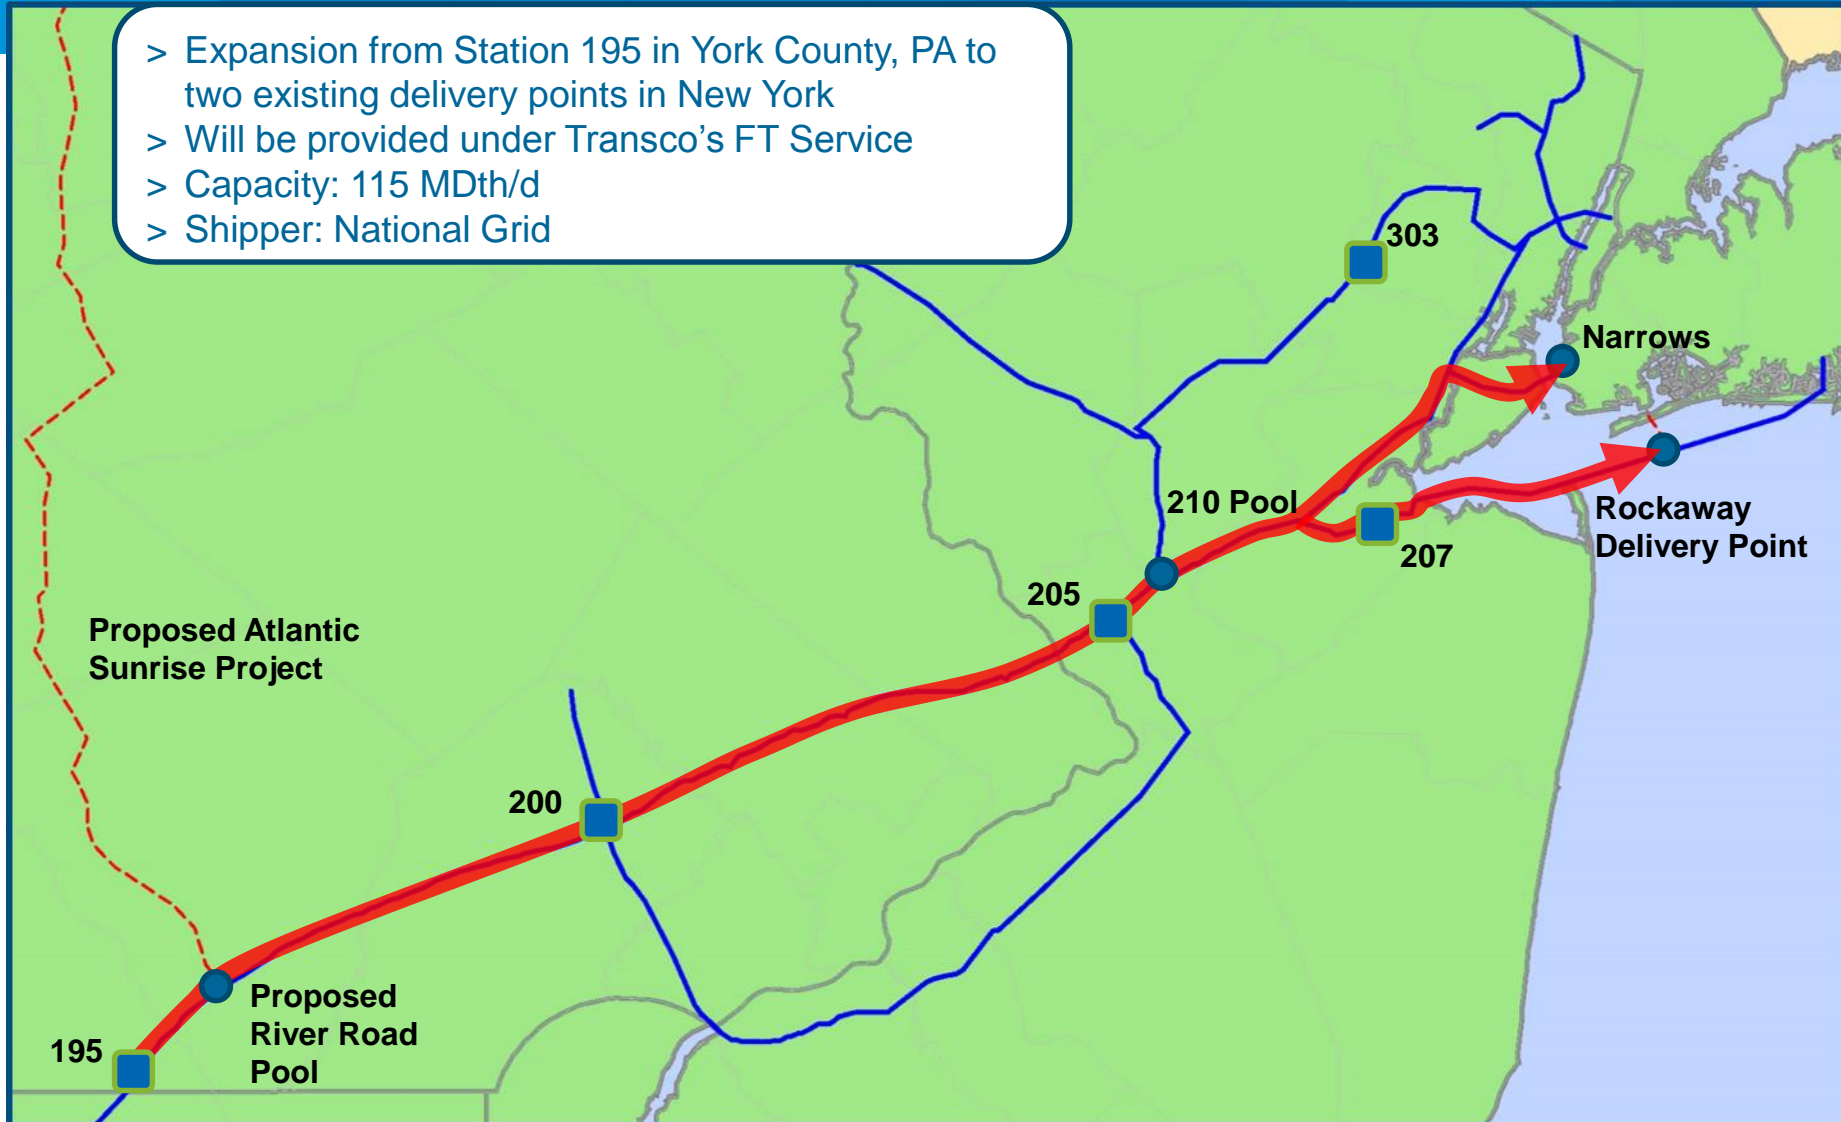 > Expansion from Station 195 in York County, PA to
two existing delivery points in New York
> Will be provided under Transco’s FT Service
> Capacity: 115 MDth/d
> Shipper: National Grid
303
Narrows
210 Pool
Rockaway
Delivery Point
207
205
Proposed Atlantic
Sunrise Project
200
Proposed
River Road
Pool
195